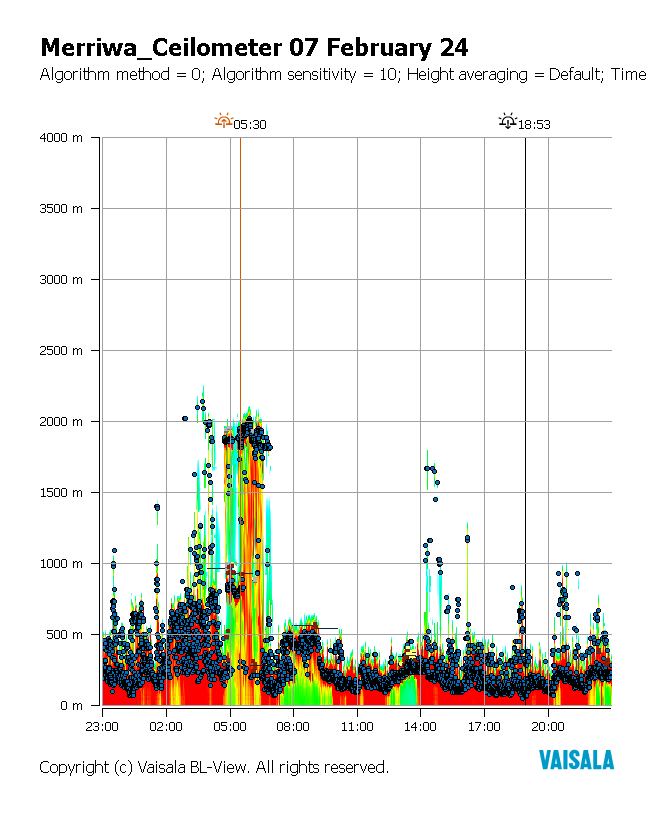 Merriwa_Ceilometer 07 February 24
Algorithm method = 0; Algorithm sensitivity = 10; Height averaging = Default; Time
05:30
18:53
4000 m
3500 m
3000 m
2500 m
2000 m
1500 m
1000 m
500 m
0 m
23:00 02:00 05:00 08:00 11:00 14:00 17:00 20:00
Copyright (c) Vaisala BL-View. All rights reserved.
VAISALA